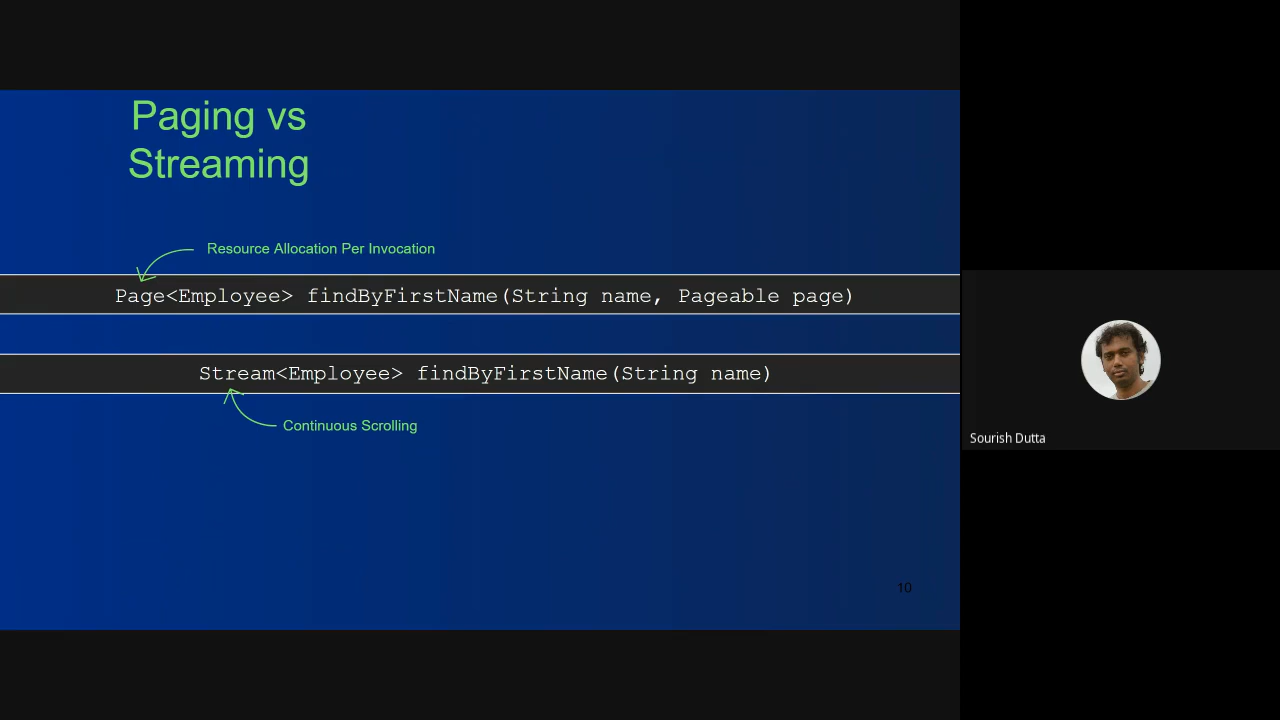 Paging vs
Streaming
Resource Allocation Per Invocation
Page<Employee> findByFirstName(String name, Pageable page)
Stream<Employee> findByFirstName(String name)
Continuous Scrolling
10
Sourish Dutta